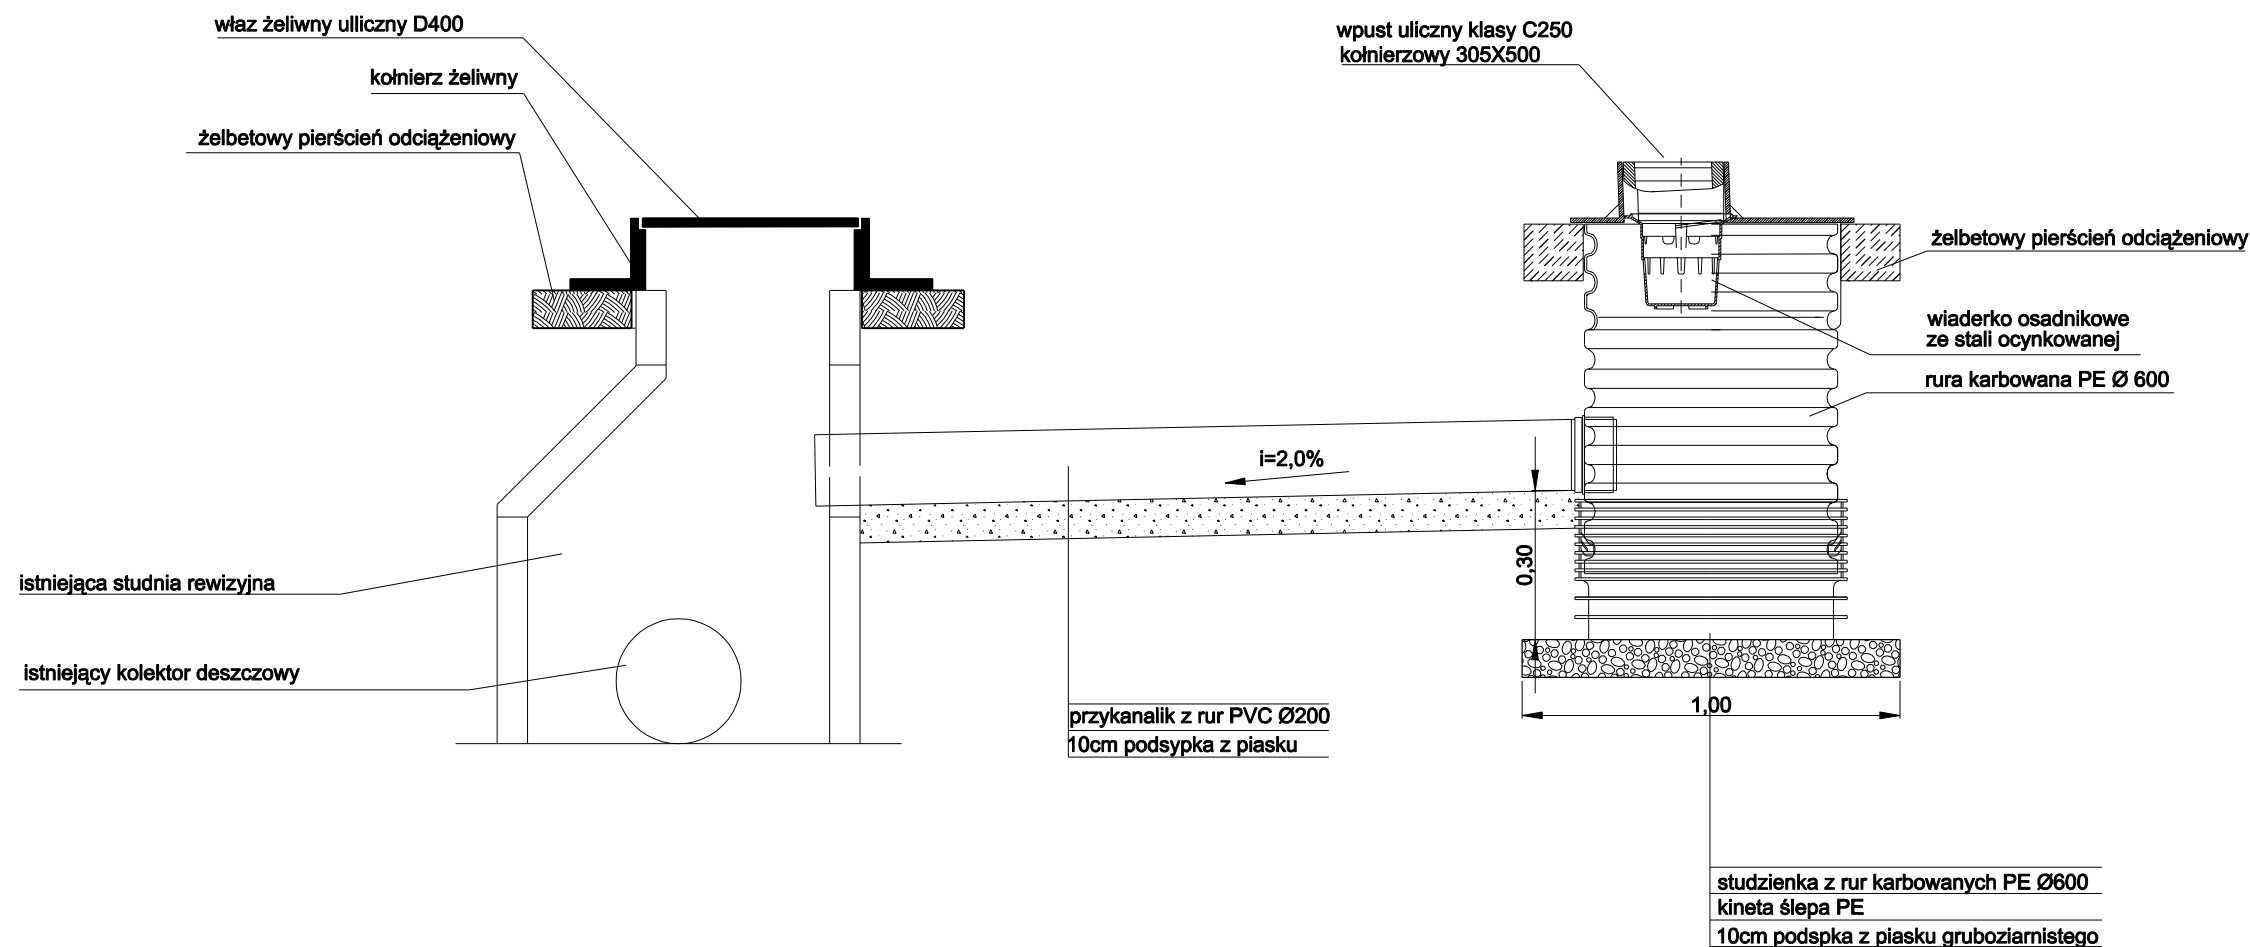 właz żeliwny ulliczny D400
kołnierz żeliwny
żelbetowy pierścień odciążeniowy
istniejąca studnia rewizyjna
istniejący kolektor deszczowy
i=2,0%
przykanalik z rur PVC Ø200
10cm podsypka z piasku
wpust uliczny klasy C250
kołnierzowy 305X500
żelbetowy pierścień odciążeniowy
wiaderko osadnikowe
ze stali ocynkowanej
rura karbowana PE Ø 600
0,30
1,00
studzienka z rur karbowanych PE Ø600
kineta ślepa PE
10cm podspka z piasku gruboziarnistego